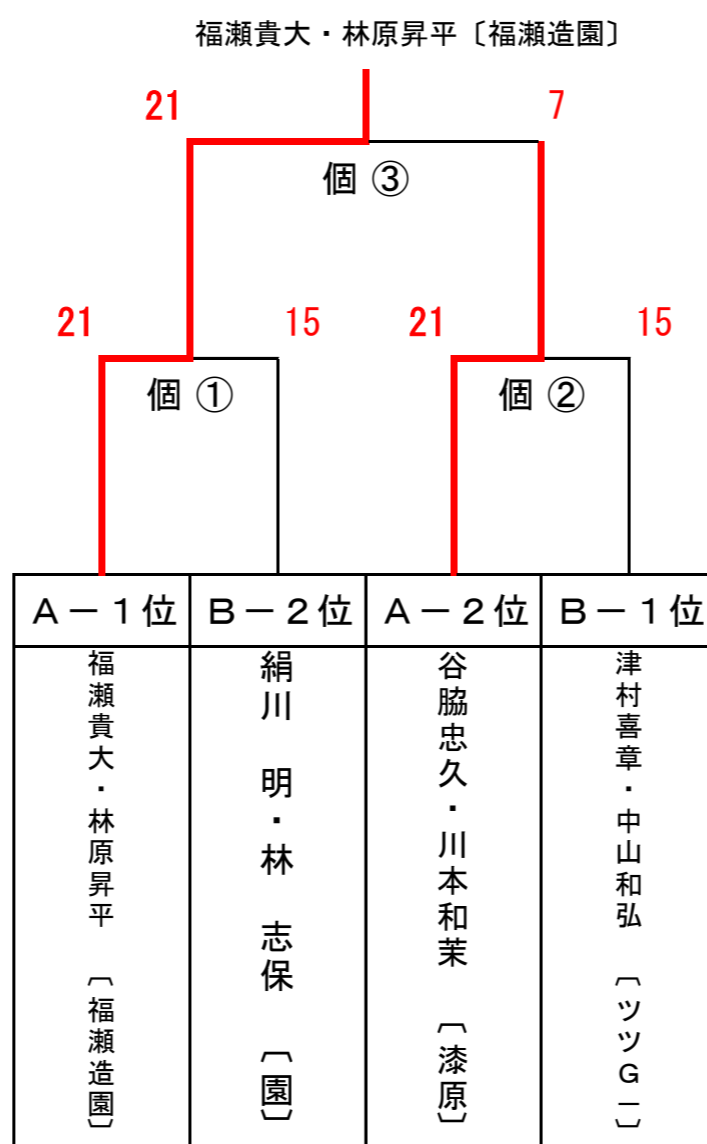 福瀬貴大・林原昇平〔福瀬造園〕
21
7
個 ③
21
15
21
15
個 ①
個 ②
A－1位
B－2位
A－2位
B－1位
福瀬貴大・林原昇平 〔福瀬造園〕
絹川 明・林 志保 〔園〕
谷脇忠久・川本和茉 〔漆原〕
津村喜章・中山和弘 〔ツツGー〕